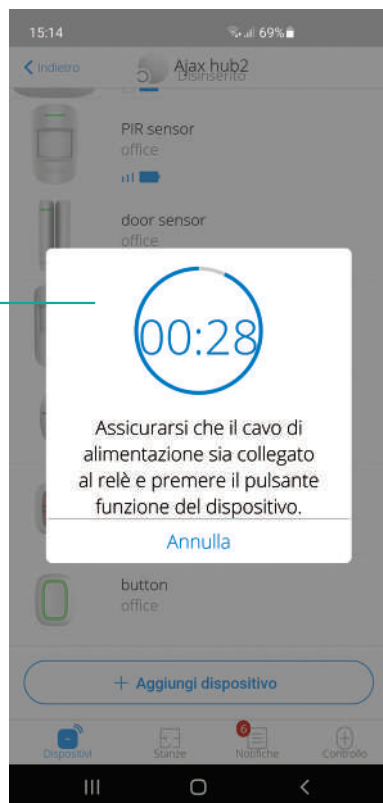 15:14
69%
Indietro
Ajax hub2
Disinserito
PIR sensor
office
door sensor
office
00:28
Assicurarsi che il cavo di
alimentazione sia collegato
al relè e premere il pulsante
funzione del dispositivo.
Annulla
button
office
+ Aggiungi dispositivo
6
Dispositivi
Stanze
Notifiche
Controllo